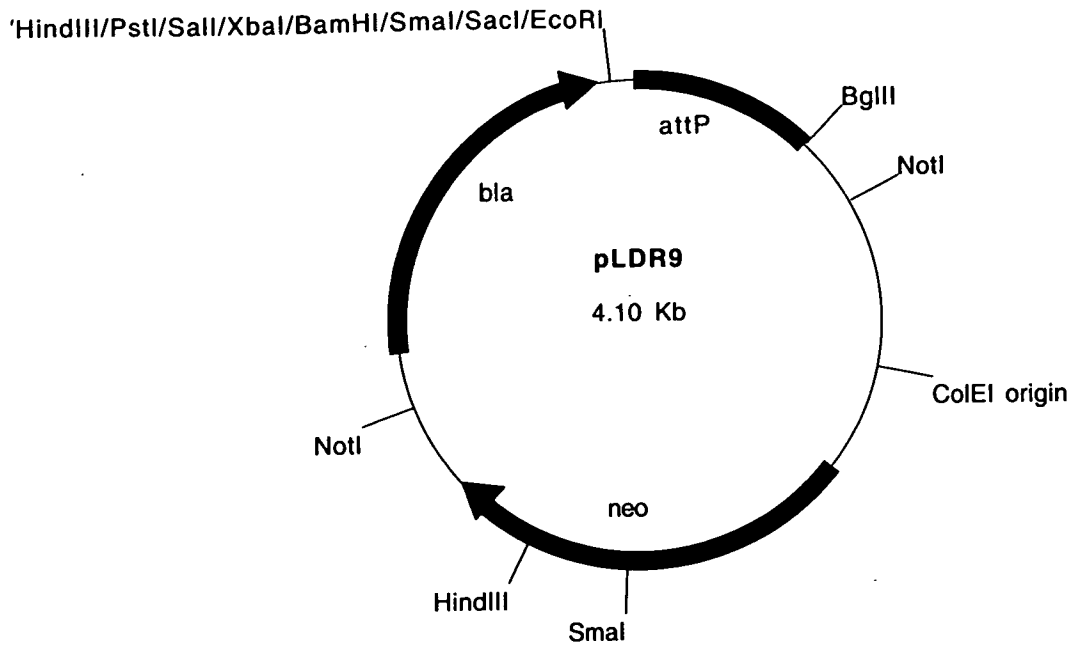 'HindIII/PstI/SalI/XbaI/BamHI/SmaI/SacI/EcoRI
BglII
attP
NotI
bla
pLDR9
4.10 Kb
ColEI origin
NotI
neo
HindIII
SmaI